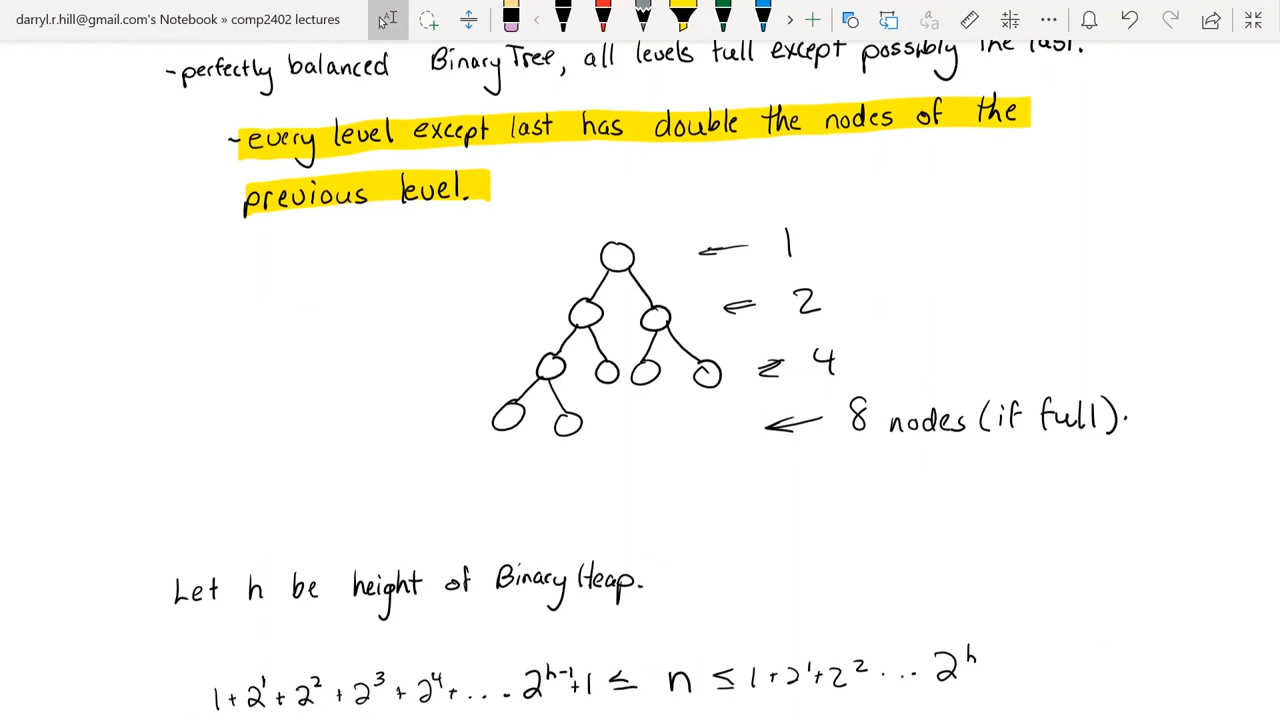 darryl.r.hill@gmail.com's Notebook » comp2402 lectures
-perfectly balanced Binary Tree, all levels full except possibly the last.
-every level except last has double the nodes of the
previous level.
← 1
← 2
← 4
← 8 nodes (if full).
Let h be height of Binary Heap.
1 + 2¹ + 2² + 2³ + 2⁴ + ... 2ʰ⁻¹ + 1 ≤ n ≤ 1 + 2¹ + 2² ... 2ʰ